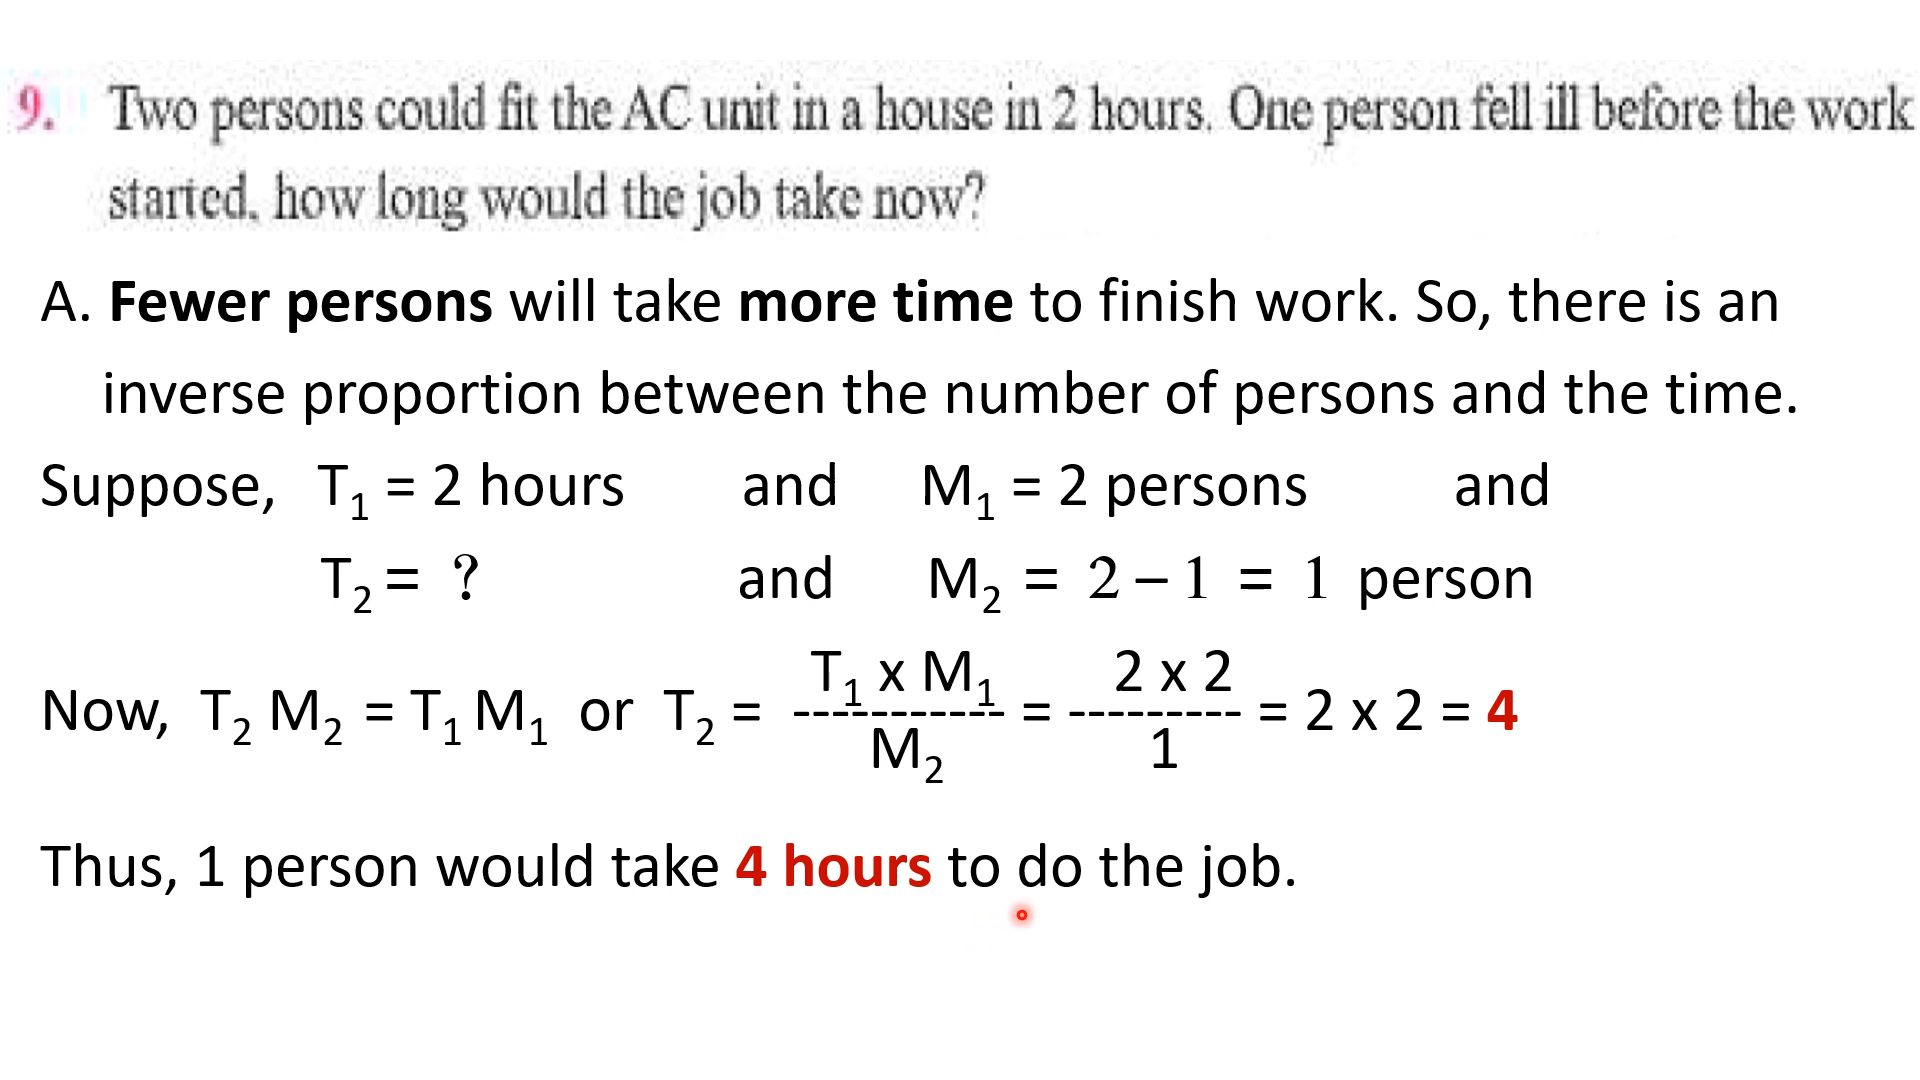 9. Two persons could fit the AC unit in a house in 2 hours. One person fell ill before the work
started, how long would the job take now?
A. Fewer persons will take more time to finish work. So, there is an
inverse proportion between the number of persons and the time.
Suppose, T₁ = 2 hours and M₁ = 2 persons and
T₂ = ? and M₂ = 2 – 1 = 1 person
T₁ x M₁ 2 x 2
Now, T₂ M₂ = T₁ M₁ or T₂ = ----------- = --------- = 2 x 2 = 4
M₂ 1
Thus, 1 person would take 4 hours to do the job.